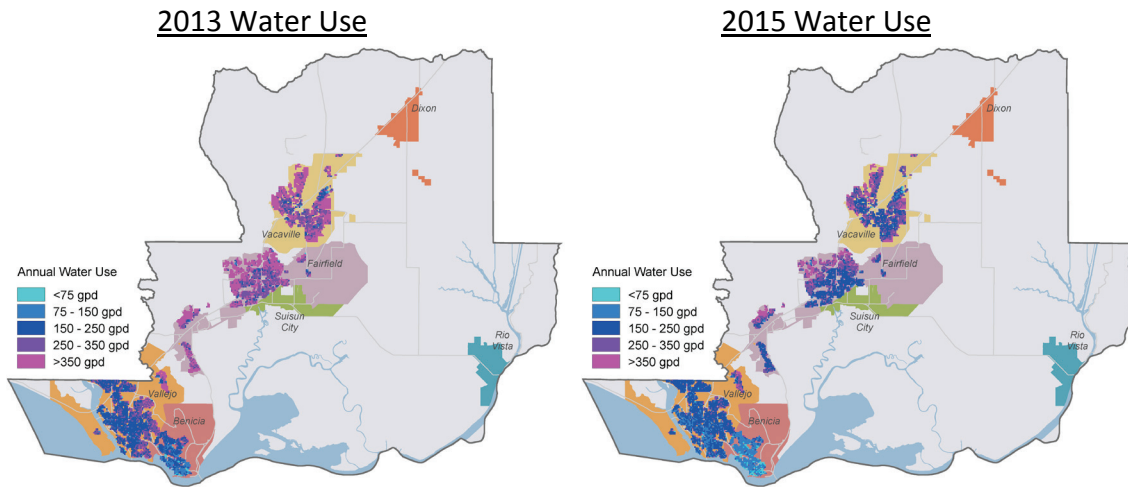 2013 Water Use
Dixon
Vacaville
Fairfield
Suisun
City
Rio
Vista
Vallejo
Benicia
Annual Water Use
<75 gpd
75 - 150 gpd
150 - 250 gpd
250 - 350 gpd
>350 gpd
2015 Water Use
Dixon
Vacaville
Fairfield
Suisun
City
Rio
Vista
Vallejo
Benicia
Annual Water Use
<75 gpd
75 - 150 gpd
150 - 250 gpd
250 - 350 gpd
>350 gpd